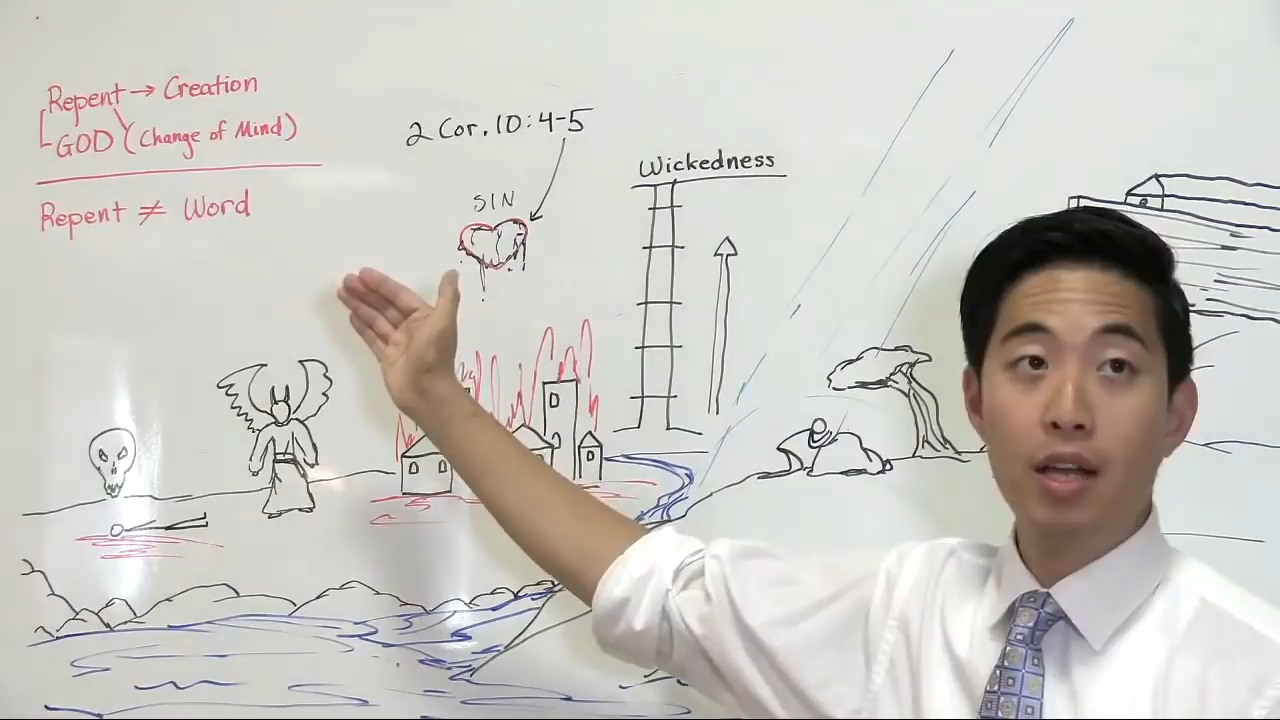 Repent → Creation
GOD (Change of Mind)
Repent ≠ Word
2 Cor. 10:4-5
SIN
Wickedness